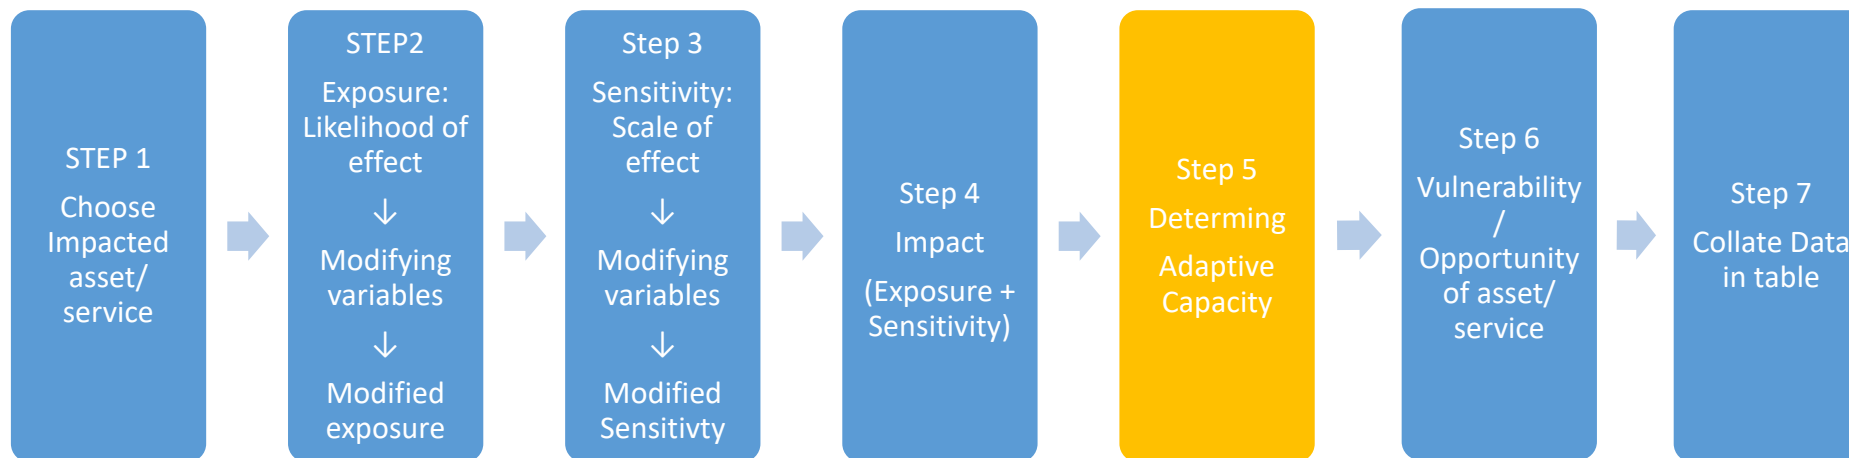 STEP 1
Choose
Impacted
asset/
service
STEP2
Exposure:
Likelihood of
effect
↓
Modifying
variables
↓
Modified
exposure
Step 3
Sensitivity:
Scale of
effect
↓
Modifying
variables
↓
Modified
Sensitivty
Step 4
Impact
(Exposure +
Sensitivity)
Step 5
Determing
Adaptive
Capacity
Step 6
Vulnerability
/
Opportunity
of asset/
service
Step 7
Collate Data
in table